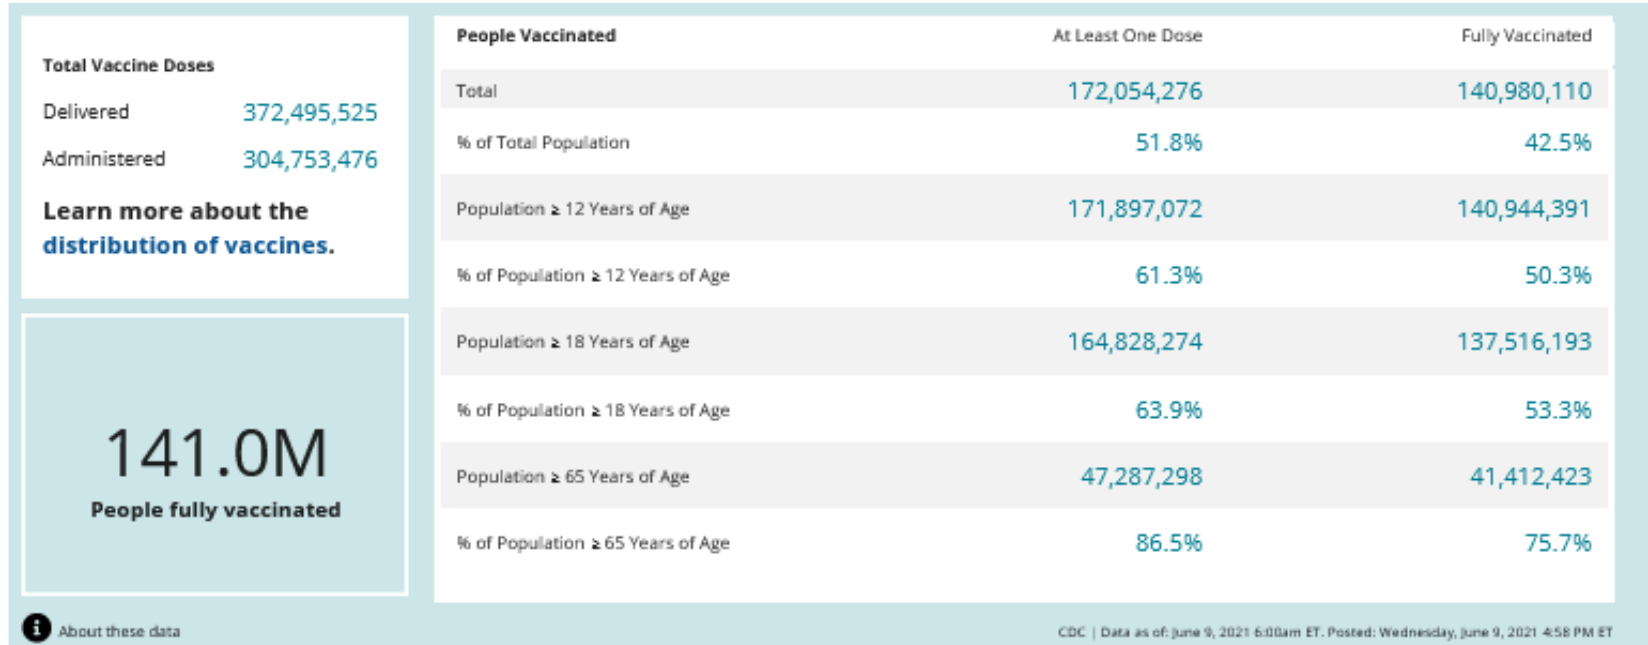 Total Vaccine Doses
Delivered 372,495,525
Administered 304,753,476
Learn more about the
distribution of vaccines.
141.0M
People fully vaccinated
People Vaccinated At Least One Dose Fully Vaccinated
Total 172,054,276 140,980,110
% of Total Population 51.8% 42.5%
Population ≥ 12 Years of Age 171,897,072 140,944,391
% of Population ≥ 12 Years of Age 61.3% 50.3%
Population ≥ 18 Years of Age 164,828,274 137,516,193
% of Population ≥ 18 Years of Age 63.9% 53.3%
Population ≥ 65 Years of Age 47,287,298 41,412,423
% of Population ≥ 65 Years of Age 86.5% 75.7%
About these data
CDC | Data as of: June 9, 2021 6:00am ET. Posted: Wednesday, June 9, 2021 4:58 PM ET